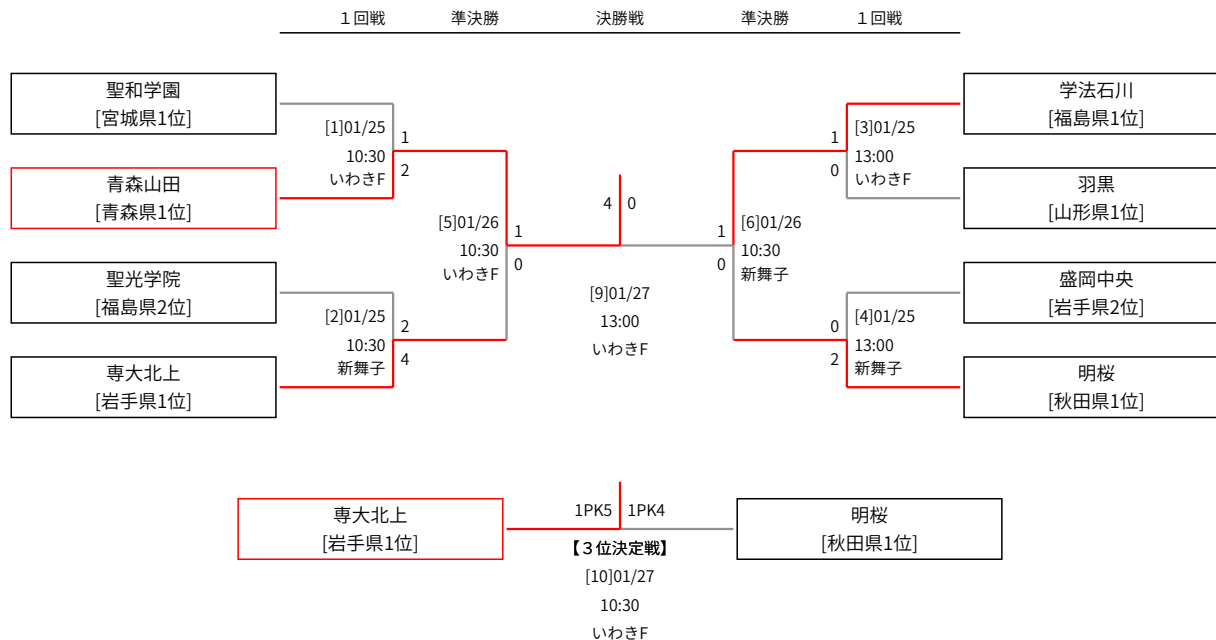 １回戦 準決勝 決勝戦 準決勝 １回戦
聖和学園
[宮城県1位]
青森山田
[青森県1位]
聖光学院
[福島県2位]
専大北上
[岩手県1位]
[1]01/25
10:30
いわきF
1
2
[2]01/25
10:30
新舞子
2
4
[5]01/26
10:30
いわきF
1
0
4 0
[9]01/27
13:00
いわきF
1
0
[6]01/26
10:30
新舞子
1
0
[3]01/25
13:00
いわきF
0
2
[4]01/25
13:00
新舞子
学法石川
[福島県1位]
羽黒
[山形県1位]
盛岡中央
[岩手県2位]
明桜
[秋田県1位]
専大北上
[岩手県1位]
1PK5 1PK4
【３位決定戦】
[10]01/27
10:30
いわきF
明桜
[秋田県1位]